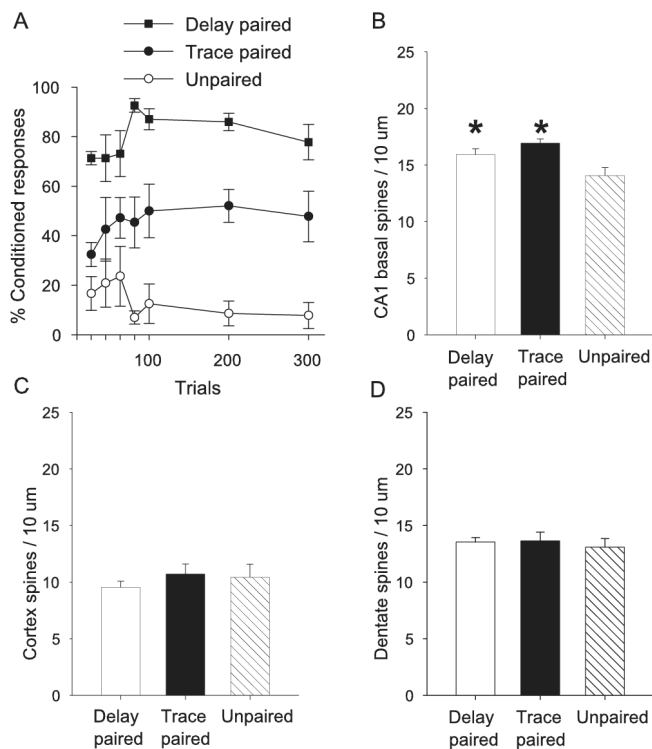 A
Delay paired
Trace paired
Unpaired
% Conditioned responses
100
80
60
40
20
0
100 200 300
Trials
B
CA1 basal spines / 10 um
25
20
15
10
5
0
* *
Delay paired
Trace paired
Unpaired
C
Cortex spines / 10 um
25
20
15
10
5
0
Delay paired
Trace paired
Unpaired
D
Dentate spines / 10 um
25
20
15
10
5
0
Delay paired
Trace paired
Unpaired